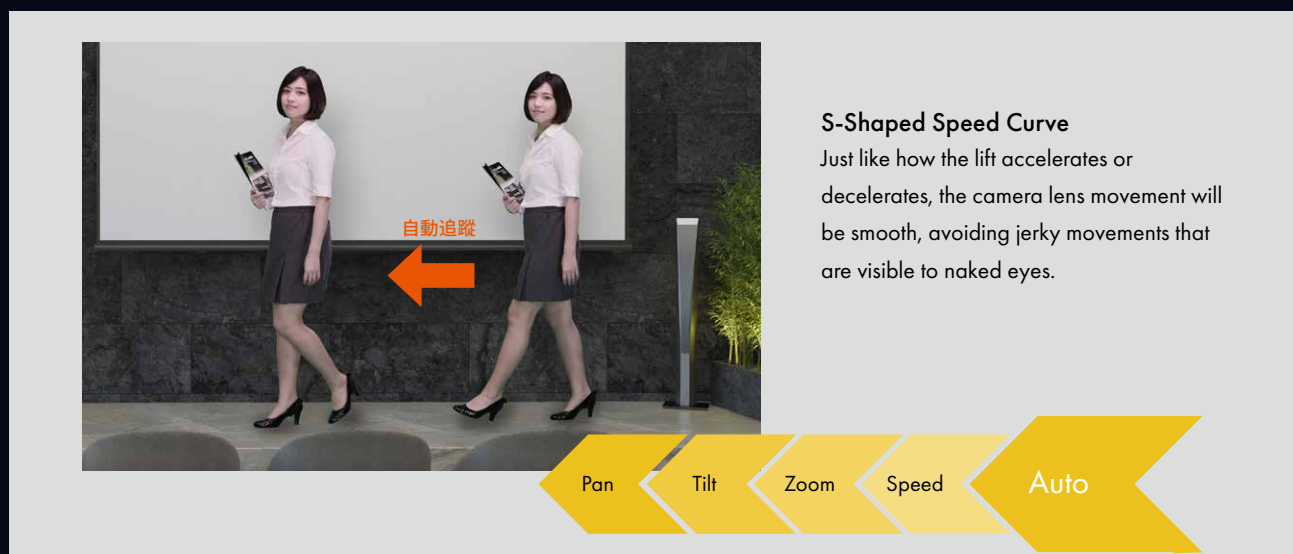 自動追蹤
S-Shaped Speed Curve
Just like how the lift accelerates or
decelerates, the camera lens movement will
be smooth, avoiding jerky movements that
are visible to naked eyes.
Pan
Tilt
Zoom
Speed
Auto